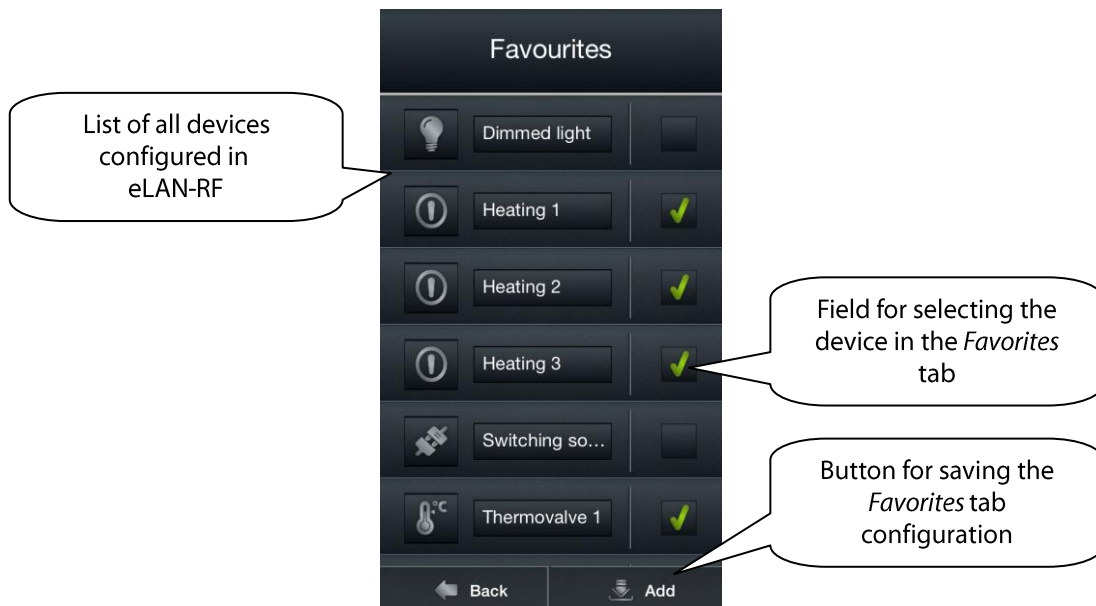 Favourites
List of all devices
configured in
eLAN-RF
Dimmed light
Heating 1
Heating 2
Heating 3
Field for selecting the
device in the Favorites
tab
Switching so...
Button for saving the
Favorites tab
configuration
°C
Thermovalve 1
Back
Add